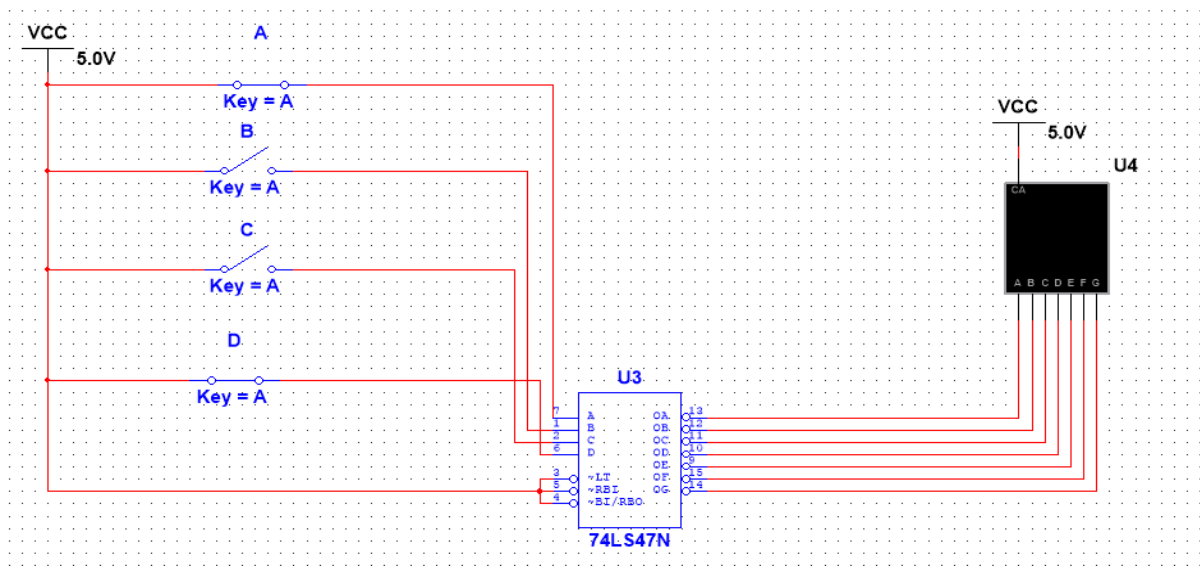 VCC
5.0V
A
Key = A
B
Key = A
C
Key = A
D
Key = A
VCC
5.0V
U4
CA
A B C D E F G
U3
7 A OA 13
1 B OB 12
2 C OC 11
6 D OD 10
OE 9
3 ~LT OF 15
5 ~RBI OG 14
4 ~BI/RBO
74LS47N